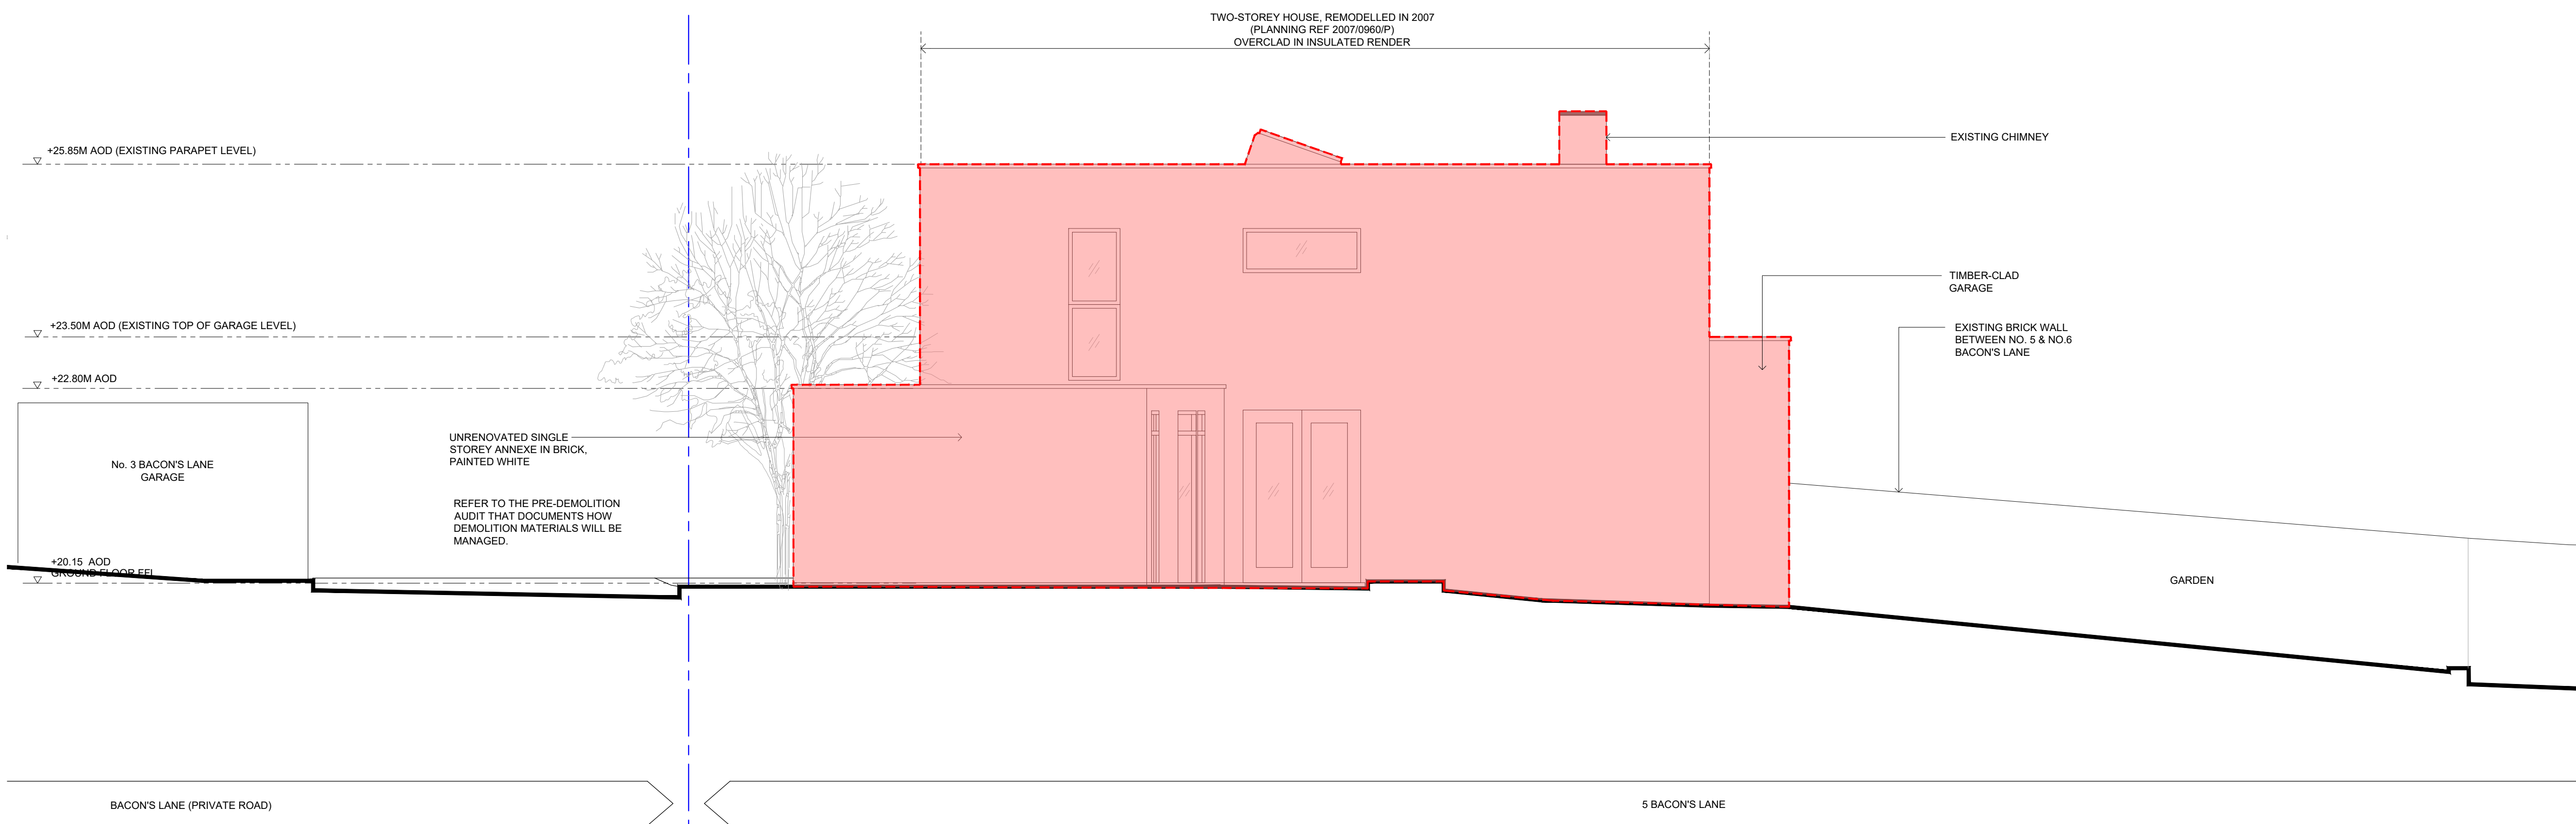 TWO-STOREY HOUSE, REMODELLED IN 2007
(PLANNING REF 2007/0960/P)
OVERCLAD IN INSULATED RENDER
EXISTING CHIMNEY
+25.85M AOD (EXISTING PARAPET LEVEL)
TIMBER-CLAD
GARAGE
+23.50M AOD (EXISTING TOP OF GARAGE LEVEL)
EXISTING BRICK WALL
BETWEEN NO. 5 & NO.6
BACON'S LANE
+22.80M AOD
UNRENOVATED SINGLE
STOREY ANNEXE IN BRICK,
PAINTED WHITE
No. 3 BACON'S LANE
GARAGE
REFER TO THE PRE-DEMOLITION
AUDIT THAT DOCUMENTS HOW
DEMOLITION MATERIALS WILL BE
MANAGED.
+20.15 AOD
GROUND FLOOR FFL
GARDEN
BACON'S LANE (PRIVATE ROAD)
5 BACON'S LANE